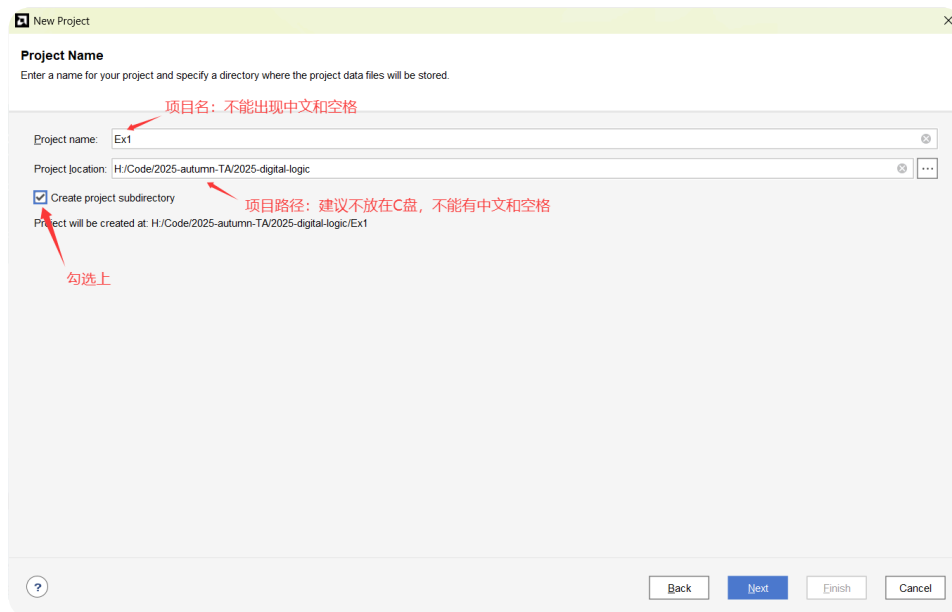 New Project
Project Name
Enter a name for your project and specify a directory where the project data files will be stored.
项目名：不能出现中文和空格
Project name: Ex1
Project location: H:/Code/2025-autumn-TA/2025-digital-logic
Create project subdirectory
项目路径：建议不放在C盘，不能有中文和空格
Project will be created at: H:/Code/2025-autumn-TA/2025-digital-logic/Ex1
勾选上
?
Back
Next
Finish
Cancel